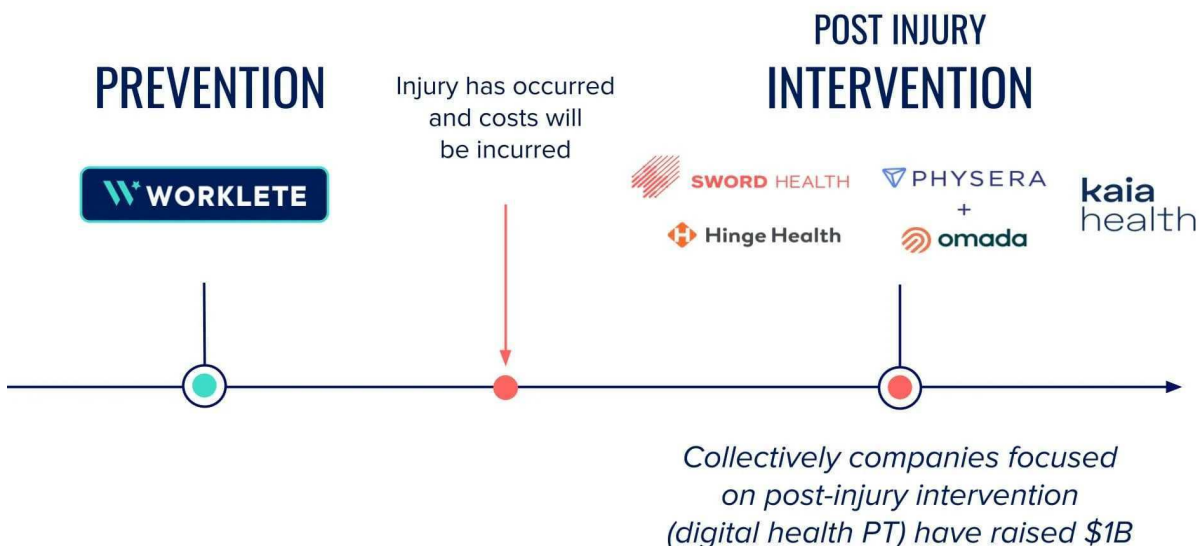 PREVENTION
WORKLETE
Injury has occurred
and costs will
be incurred
POST INJURY
INTERVENTION
SWORD HEALTH
Hinge Health
PHYSERA
+
omada
kaia
health
Collectively companies focused
on post-injury intervention
(digital health PT) have raised $1B